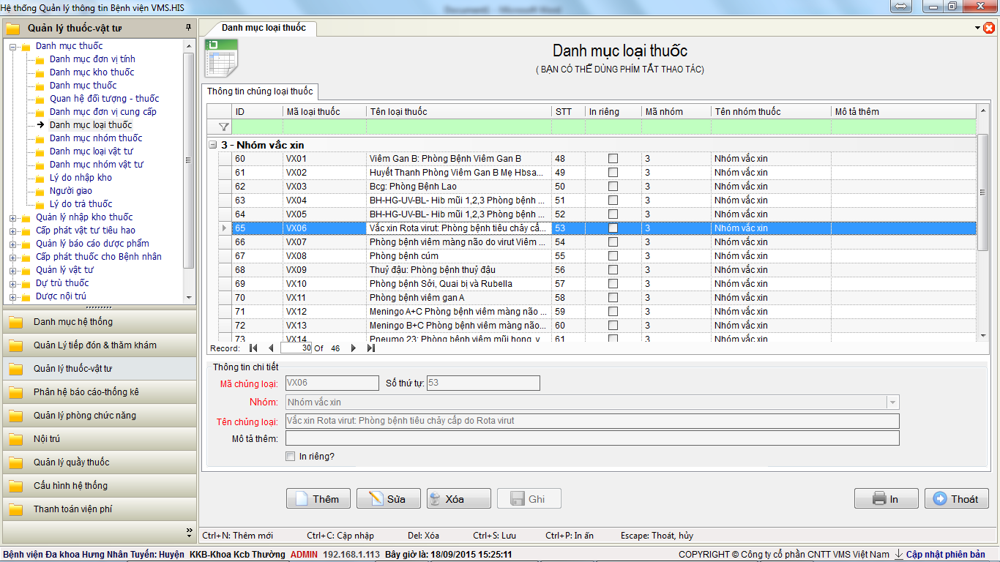 Hệ thống Quản lý thông tin Bệnh viện VMS.HIS
Quản lý thuốc-vật tư
Danh mục thuốc
Danh mục đơn vị tính
Danh mục kho thuốc
Danh mục thuốc
Quan hệ đối tượng - thuốc
Danh mục đơn vị cung cấp
Danh mục loại thuốc
Danh mục nhóm thuốc
Danh mục loại vật tư
Danh mục nhóm vật tư
Lý do nhập kho
Người giao
Lý do trả thuốc
Quản lý nhập kho thuốc
Cấp phát vật tư tiêu hao
Quản lý báo cáo dược phẩm
Cấp phát thuốc cho Bệnh nhân
Quản lý vật tư
Dự trù thuốc
Dược nội trú
Danh mục hệ thống
Quản Lý tiếp đón & thăm khám
Quản lý thuốc-vật tư
Phân hệ báo cáo-thống kê
Quản lý phòng chức năng
Nội trú
Quản lý quầy thuốc
Cấu hình hệ thống
Thanh toán viện phí
Danh mục loại thuốc
Danh mục loại thuốc
( BẠN CÓ THỂ DÙNG PHÍM TẮT THAO TÁC)
Thông tin chủng loại thuốc
ID Mã loại thuốc Tên loại thuốc STT In riêng Mã nhóm Tên nhóm thuốc Mô tả thêm
3 - Nhóm vắc xin
60 VX01 Viêm Gan B: Phòng Bệnh Viêm Gan B 48 3 Nhóm vắc xin
61 VX02 Huyết Thanh Phòng Viêm Gan B Mẹ Hbsa... 49 3 Nhóm vắc xin
62 VX03 Bcg: Phòng Bệnh Lao 50 3 Nhóm vắc xin
63 VX04 BH-HG-UV-BL- Hib mũi 1,2,3 Phòng bệnh ... 51 3 Nhóm vắc xin
64 VX05 BH-HG-UV-BL- Hib mũi 1,2,3 Phòng bệnh ... 52 3 Nhóm vắc xin
65 VX06 Vắc xin Rota virut: Phòng bệnh tiêu chảy cấ... 53 3 Nhóm vắc xin
66 VX07 Phòng bệnh viêm màng não do virut Viêm ... 54 3 Nhóm vắc xin
67 VX08 Phòng bệnh cúm 55 3 Nhóm vắc xin
68 VX09 Thuỷ đậu: Phòng bệnh thuỷ đậu 56 3 Nhóm vắc xin
69 VX10 Phòng bệnh Sởi, Quai bị và Rubella 57 3 Nhóm vắc xin
70 VX11 Phòng bệnh viêm gan A 58 3 Nhóm vắc xin
71 VX12 Meningo A+C Phòng bệnh viêm màng não ... 59 3 Nhóm vắc xin
72 VX13 Meningo B+C Phòng bệnh viêm màng não... 60 3 Nhóm vắc xin
73 VX14 Pneumo 23: Phòng bệnh viêm mũi họng, v 61 3 Nhóm vắc xin
Record: 30 Of 46
Thông tin chi tiết
Mã chủng loại: VX06 Số thứ tự: 53
Nhóm: Nhóm vắc xin
Tên chủng loại: Vắc xin Rota virut: Phòng bệnh tiêu chảy cấp do Rota virut
Mô tả thêm:
In riêng?
Thêm Sửa Xóa Ghi In Thoát
Ctrl+N: Thêm mới Ctrl+C: Cập nhập Del: Xóa Ctrl+S: Lưu Ctrl+P: In ấn Escape: Thoát, hủy
Bệnh viện Đa khoa Hưng Nhân Tuyến: Huyện KKB-Khoa Kcb Thường ADMIN 192.168.1.113 Bây giờ là: 18/09/2015 15:25:11 COPYRIGHT © Công ty cổ phần CNTT VMS Việt Nam Cập nhật phiên bản